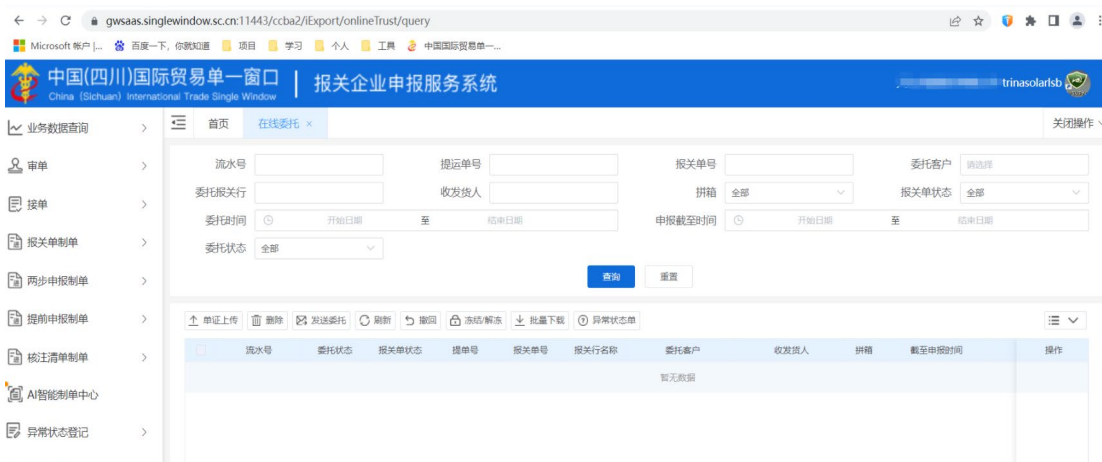 gwsaas.singlewindow.sc.cn:11443/ccba2/iExport/onlineTrust/query
Microsoft 帐户 |... 百度一下，你就知道 项目 学习 个人 工具 中国国际贸易单一...
中国(四川)国际贸易单一窗口 报关企业申报服务系统
China (Sichuan) International Trade Single Window
trinasolarlsb
业务数据查询 首页 在线委托 × 关闭操作
流水号 提运单号 报关单号 委托客户 请选择
审单
委托报关行 收发货人 拼箱 全部 报关单状态 全部
接单
委托时间 开始日期 至 结束日期 申报截至时间 开始日期 至 结束日期
报关单制单
委托状态 全部
两步申报制单
查询 重置
提前申报制单
单证上传 删除 发送委托 刷新 撤回 冻结/解冻 批量下载 异常状态单
核注清单制单
流水号 委托状态 报关单状态 提单号 报关单号 报关行名称 委托客户 收发货人 拼箱 截至申报时间 操作
暂无数据
AI智能制单中心
异常状态登记